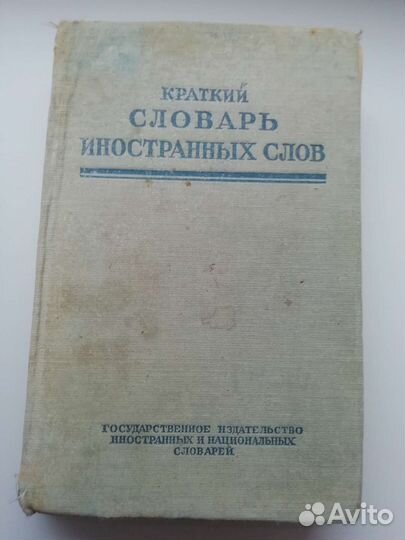 КРАТКИЙ
СЛОВАРЬ
ИНОСТРАННЫХ СЛОВ
ГОСУДАРСТВЕННОЕ ИЗДАТЕЛЬСТВО
ИНОСТРАННЫХ И НАЦИОНАЛЬНЫХ
СЛОВАРЕЙ
Avito